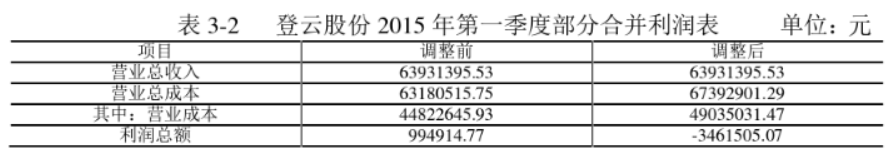 表 3-2 登云股份 2015 年第一季度部分合并利润表 单位：元
项目 调整前 调整后
营业总收入 63931395.53 63931395.53
营业总成本 63180515.75 67392901.29
其中：营业成本 44822645.93 49035031.47
利润总额 994914.77 -3461505.07